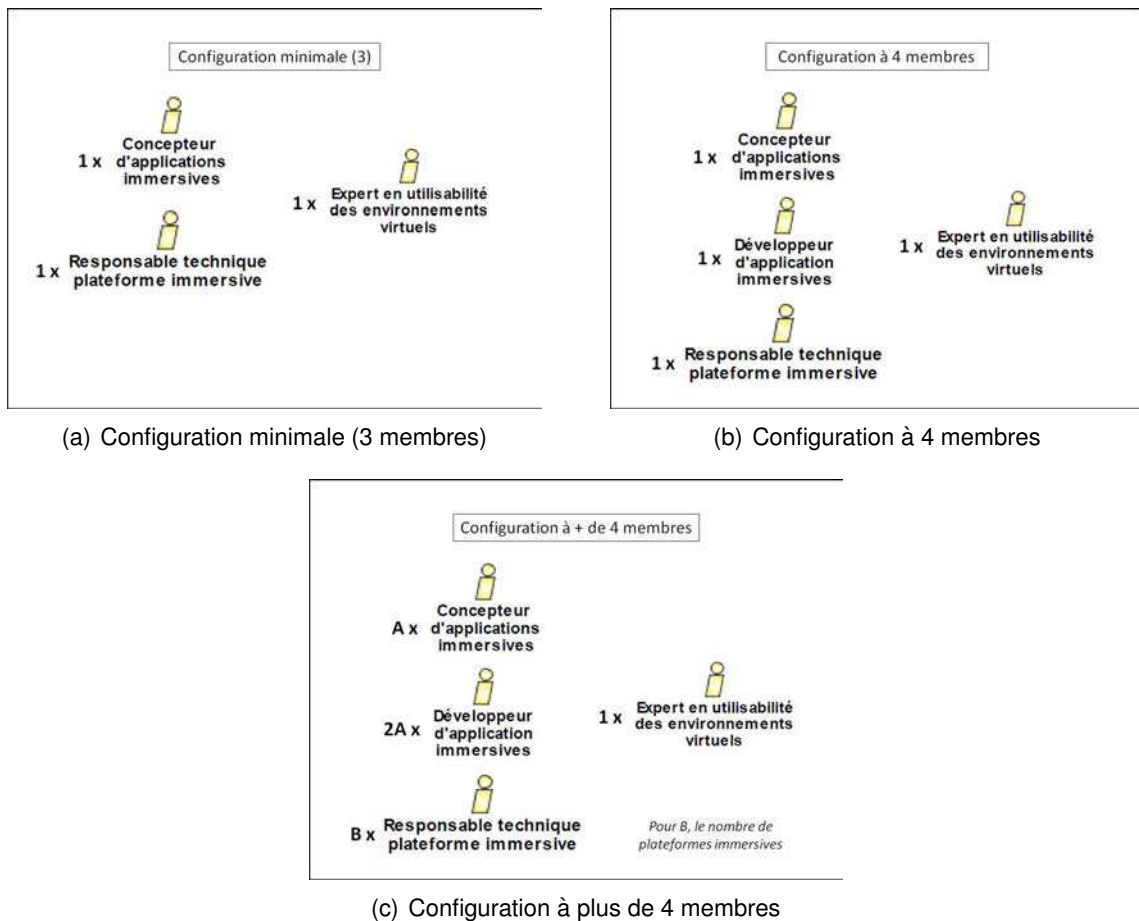 Configuration minimale (3)
1 x Concepteur
d'applications
immersives
1 x Expert en utilisabilité
des environnements
virtuels
1 x Responsable technique
plateforme immersive
(a) Configuration minimale (3 membres)
Configuration à 4 membres
1 x Concepteur
d'applications
immersives
1 x Développeur
d'application
immersives
1 x Expert en utilisabilité
des environnements
virtuels
1 x Responsable technique
plateforme immersive
(b) Configuration à 4 membres
Configuration à + de 4 membres
A x Concepteur
d'applications
immersives
2A x Développeur
d'application
immersives
1 x Expert en utilisabilité
des environnements
virtuels
B x Responsable technique
plateforme immersive
Pour B, le nombre de
plateformes immersives
(c) Configuration à plus de 4 membres